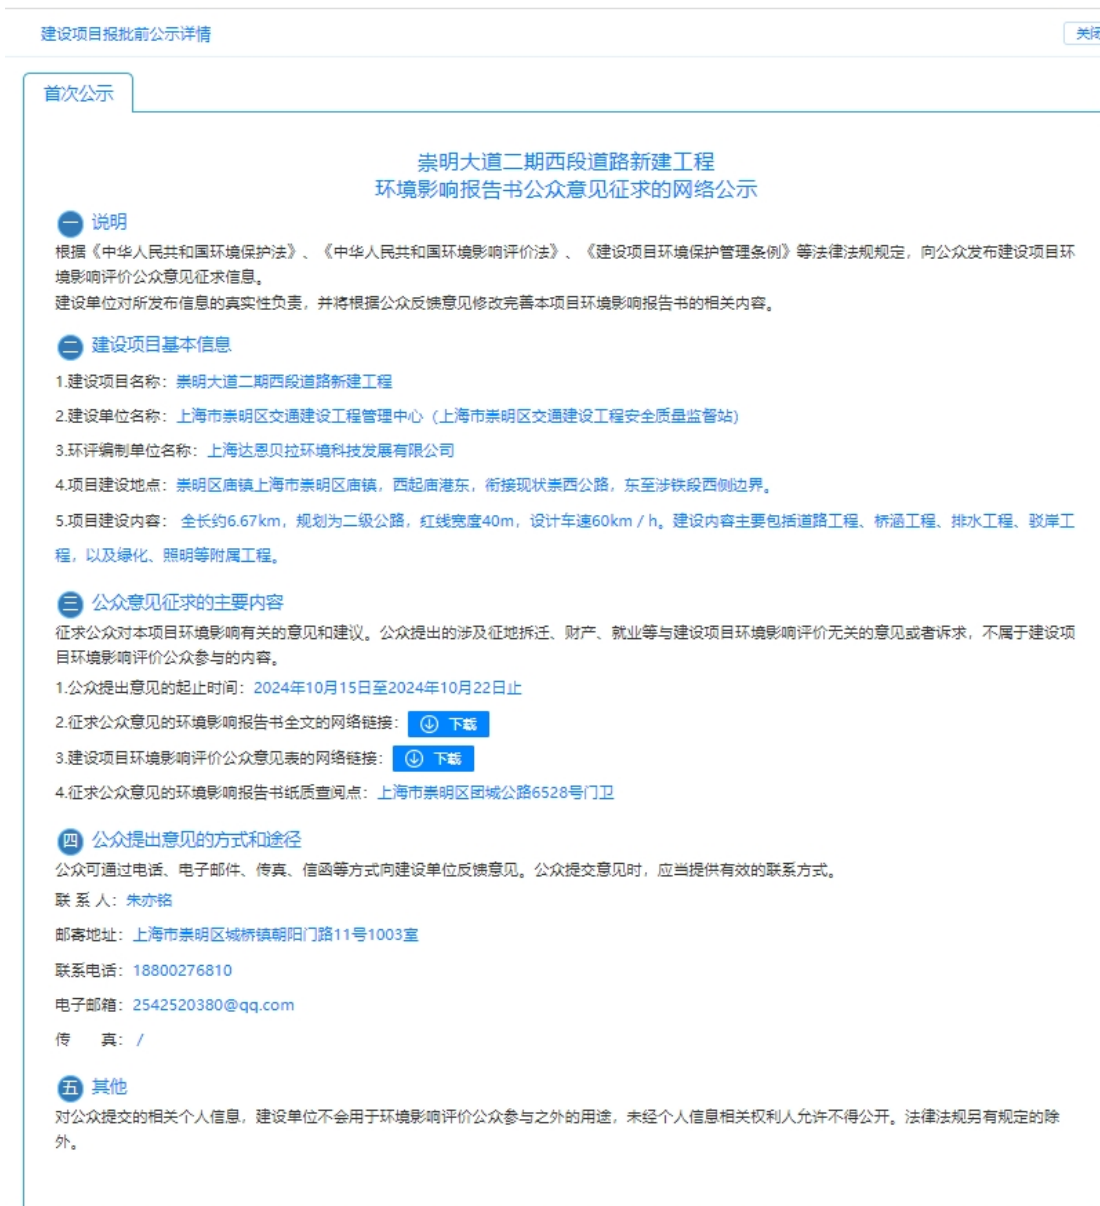 建设项目报批前公示详情
关闭
首次公示
崇明大道二期西段道路新建工程
环境影响报告书公众意见征求的网络公示
一 说明
根据《中华人民共和国环境保护法》、《中华人民共和国环境影响评价法》、《建设项目环境保护管理条例》等法律法规规定，向公众发布建设项目环
境影响评价公众意见征求信息。
建设单位对所发布信息的真实性负责，并将根据公众反馈意见修改完善本项目环境影响报告书的相关内容。
二 建设项目基本信息
1.建设项目名称：崇明大道二期西段道路新建工程
2.建设单位名称：上海市崇明区交通建设工程管理中心（上海市崇明区交通建设工程安全质量监督站）
3.环评编制单位名称：上海达恩贝拉环境科技发展有限公司
4.项目建设地点：崇明区庙镇上海市崇明区庙镇，西起庙港东，衔接现状崇西公路，东至涉铁段西侧边界。
5.项目建设内容： 全长约6.67km，规划为二级公路，红线宽度40m，设计车速60km / h。建设内容主要包括道路工程、桥涵工程、排水工程、驳岸工
程，以及绿化、照明等附属工程。
三 公众意见征求的主要内容
征求公众对本项目环境影响有关的意见和建议。公众提出的涉及征地拆迁、财产、就业等与建设项目环境影响评价无关的意见或者诉求，不属于建设项
目环境影响评价公众参与的内容。
1.公众提出意见的起止时间：2024年10月15日至2024年10月22日止
2.征求公众意见的环境影响报告书全文的网络链接： 下载
3.建设项目环境影响评价公众意见表的网络链接： 下载
4.征求公众意见的环境影响报告书纸质查阅点：上海市崇明区团城公路6528号门卫
四 公众提出意见的方式和途径
公众可通过电话、电子邮件、传真、信函等方式向建设单位反馈意见。公众提交意见时，应当提供有效的联系方式。
联 系 人：朱亦铭
邮寄地址：上海市崇明区城桥镇朝阳门路11号1003室
联系电话：18800276810
电子邮箱：2542520380@qq.com
传 真： /
五 其他
对公众提交的相关个人信息，建设单位不会用于环境影响评价公众参与之外的用途，未经个人信息相关权利人允许不得公开。法律法规另有规定的除
外。